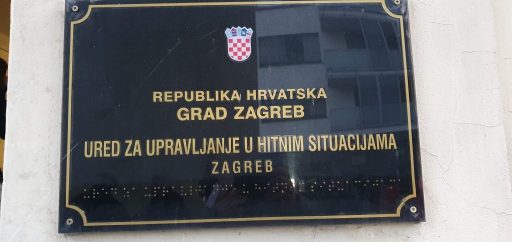 REPUBLIKA HRVATSKA
GRAD ZAGREB
URED ZA UPRAVLJANJE U HITNIM SITUACIJAMA
ZAGREB